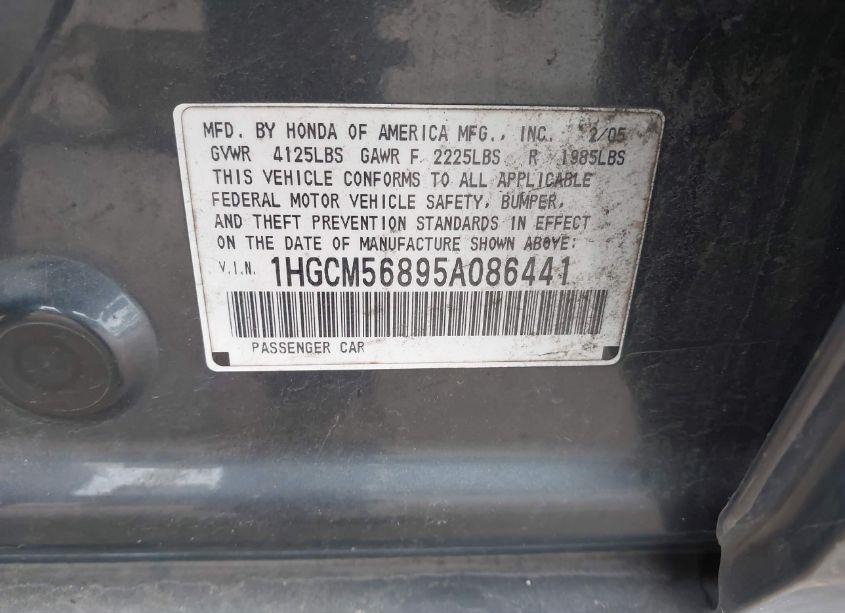 MFD. BY HONDA OF AMERICA MFG., INC. 2/05
GVWR 4125LBS GAWR F 2225LBS R 1985LBS
THIS VEHICLE CONFORMS TO ALL APPLICABLE
FEDERAL MOTOR VEHICLE SAFETY, BUMPER,
AND THEFT PREVENTION STANDARDS IN EFFECT
ON THE DATE OF MANUFACTURE SHOWN ABOVE:
V.I.N. 1HGCM56895A086441
PASSENGER CAR